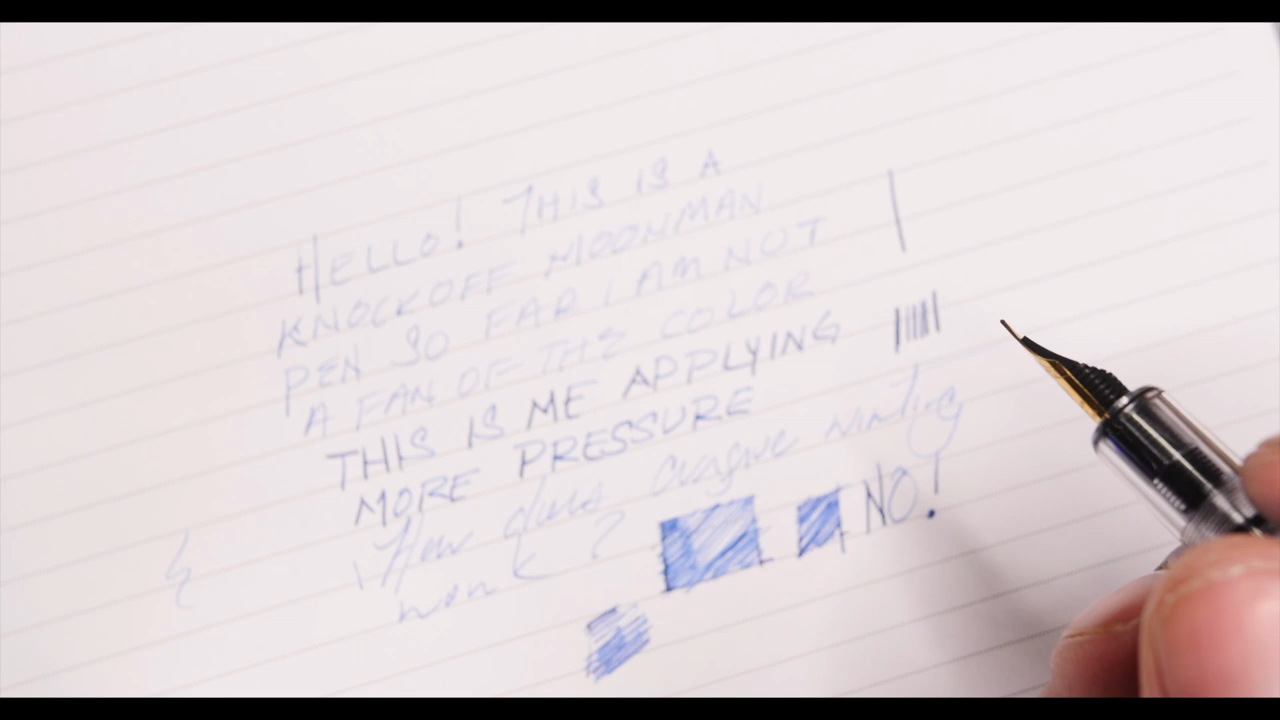 HELLO! THIS IS A
KNOCKOFF MOONMAN
PEN SO FAR I AM NOT
A FAN OF THE COLOR
THIS IS ME APPLYING
MORE PRESSURE
How does cursive writing
work?
NO!